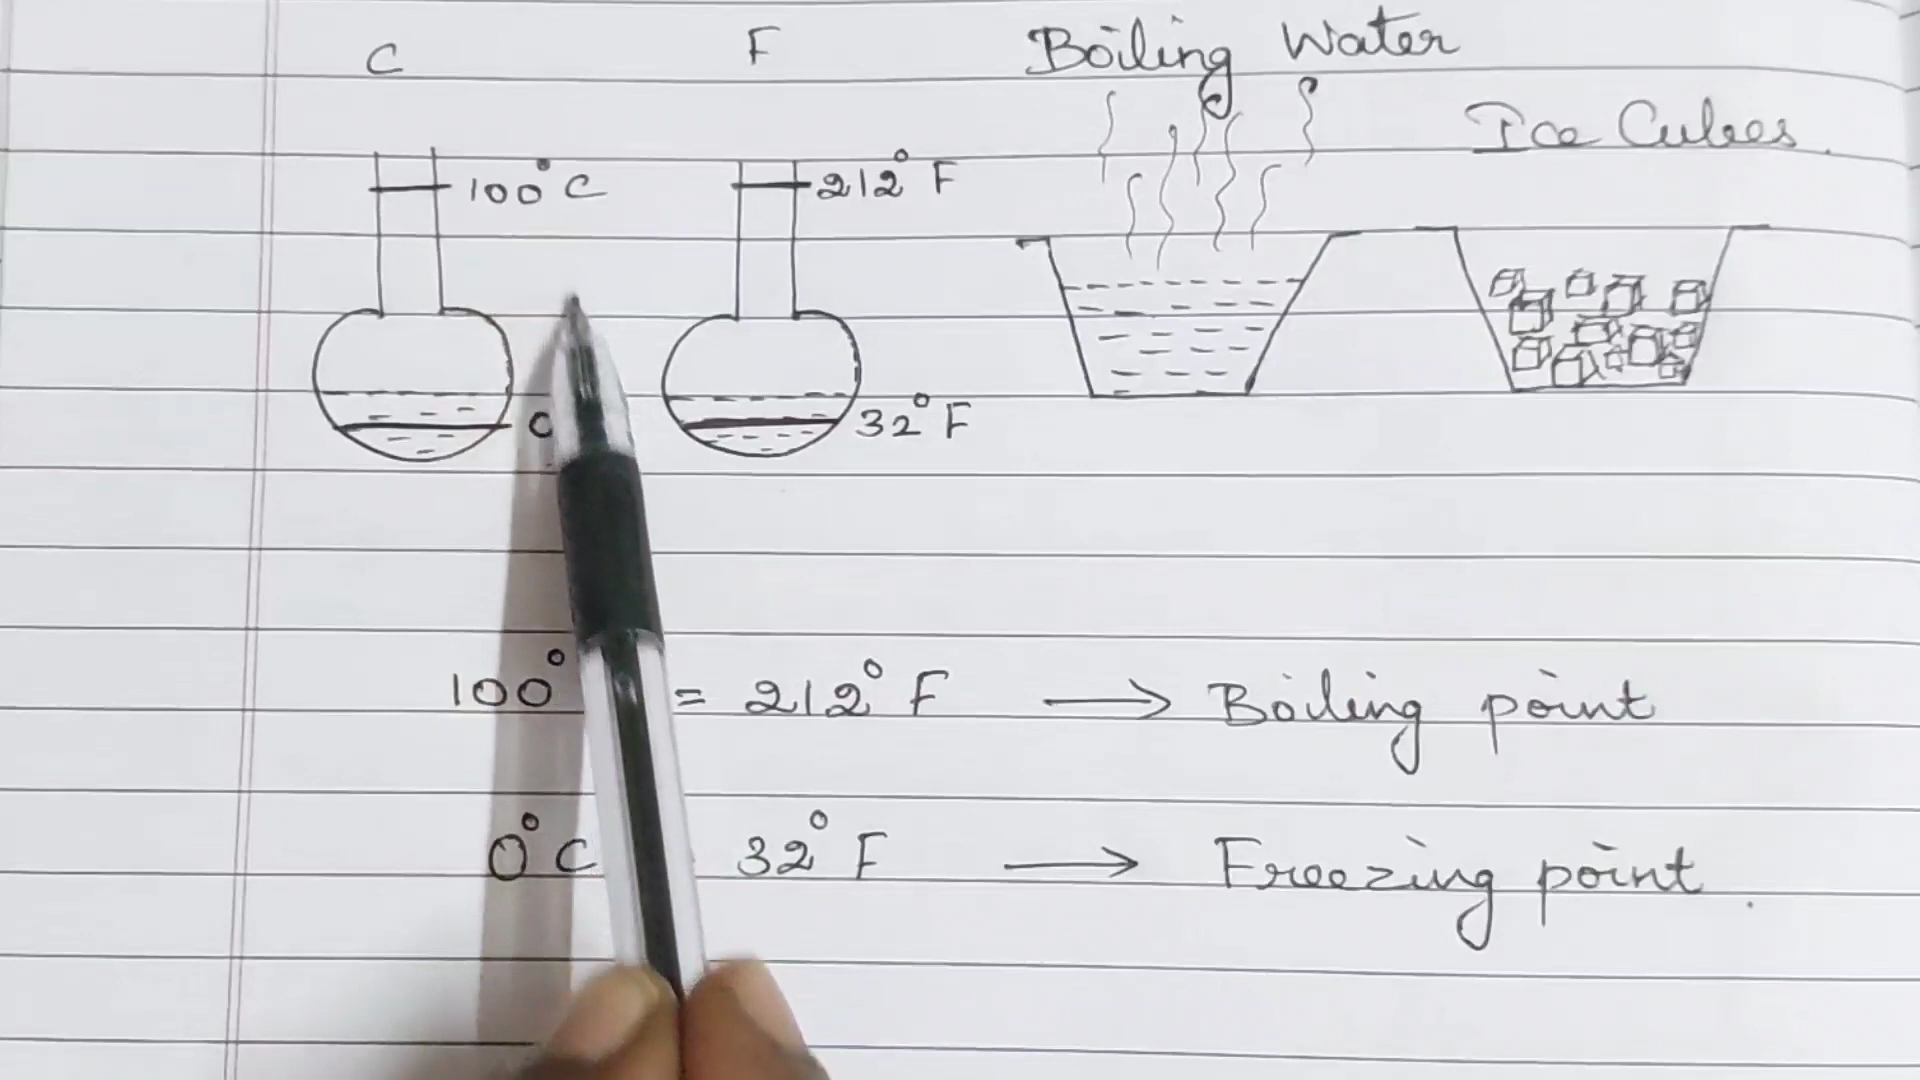 C F Boiling Water
Ice Cubes
100°C 212°F
32°F
100° = 212°F → Boiling point
0°C 32°F → Freezing point.